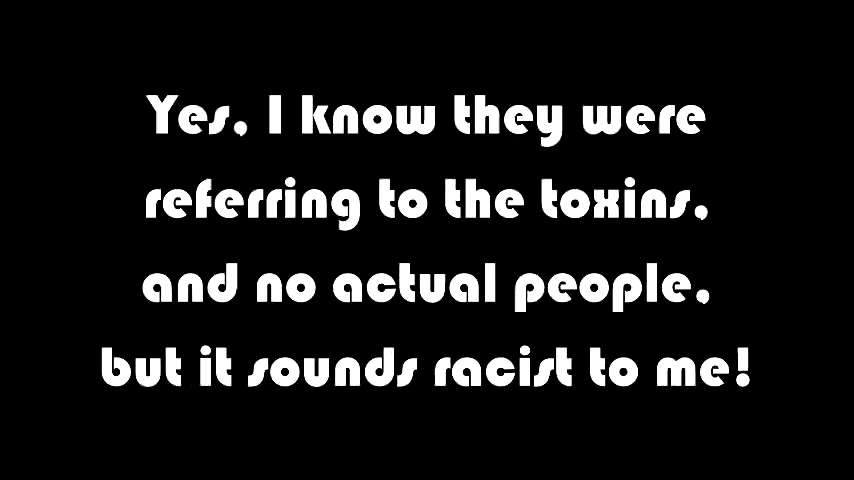 Yes, I know they were
referring to the toxins,
and no actual people,
but it sounds racist to me!